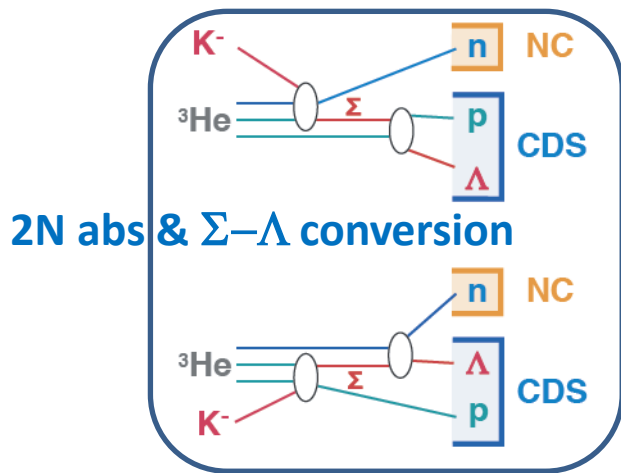 K⁻
n NC
³He Σ p
CDS
Λ
2N abs & Σ–Λ conversion
n NC
³He Λ
Σ CDS
K⁻ p